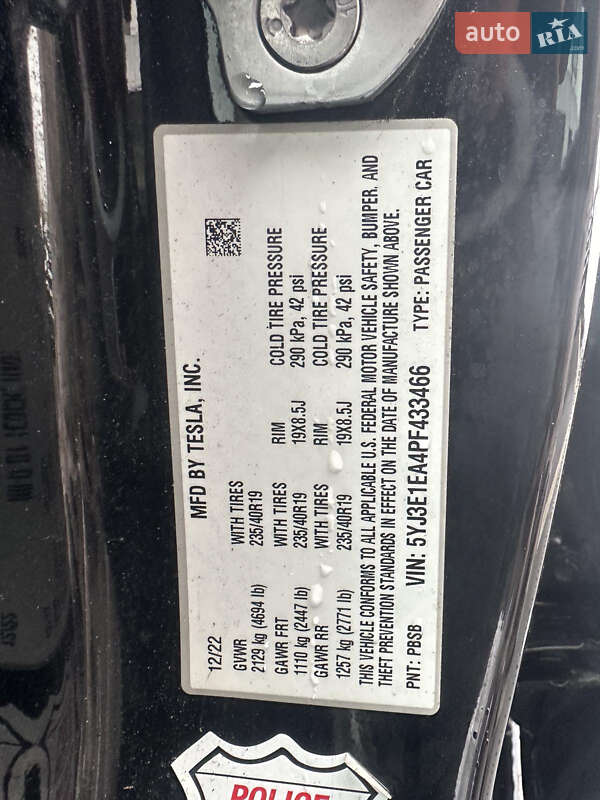 auto RIA
.com
MFD BY TESLA, INC.
12/22
GVWR WITH TIRES
2129 kg (4694 lb) 235/40R19
GAWR FRT WITH TIRES RIM COLD TIRE PRESSURE
1110 kg (2447 lb) 235/40R19 19X8.5J 290 kPa, 42 psi
GAWR RR WITH TIRES RIM COLD TIRE PRESSURE
1257 kg (2771 lb) 235/40R19 19X8.5J 290 kPa, 42 psi
THIS VEHICLE CONFORMS TO ALL APPLICABLE U.S. FEDERAL MOTOR VEHICLE SAFETY, BUMPER, AND
THEFT PREVENTION STANDARDS IN EFFECT ON THE DATE OF MANUFACTURE SHOWN ABOVE.
PNT: PBSB VIN: 5YJ3E1EA4PF433466 TYPE: PASSENGER CAR
POLICE